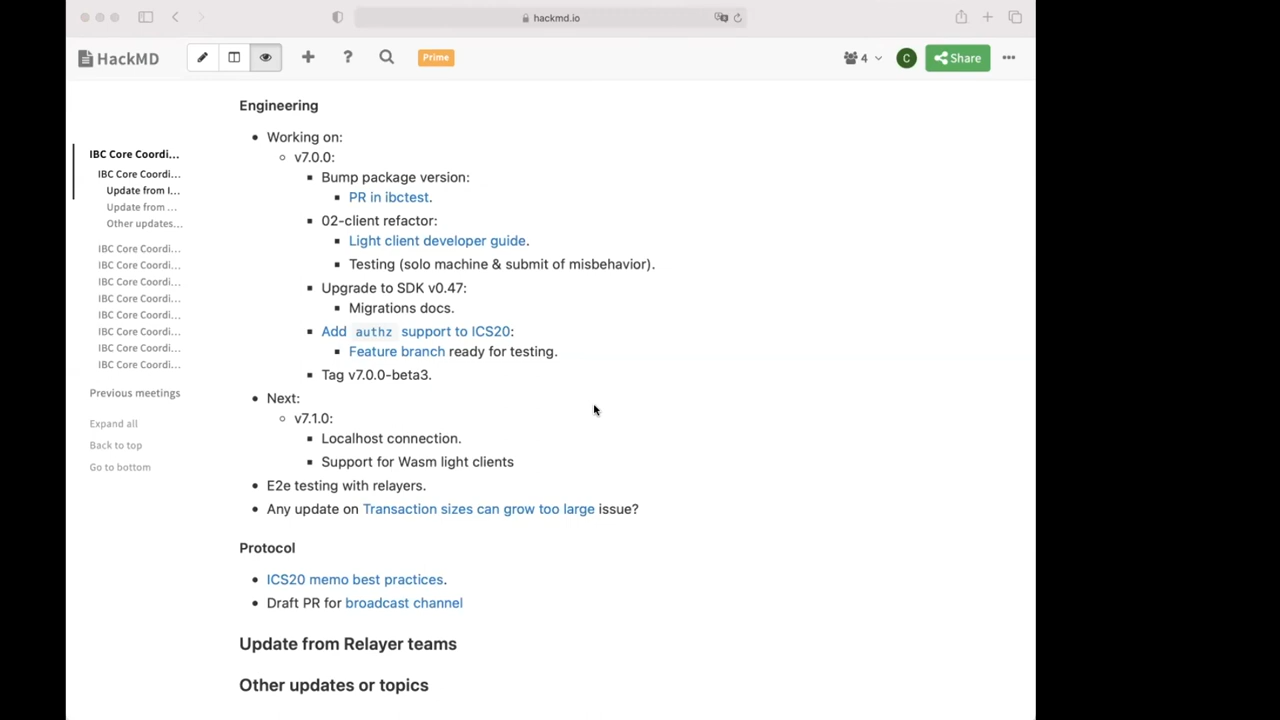 hackmd.io
HackMD
Prime
4
C
Share
IBC Core Coordi...
IBC Core Coordi...
Update from I...
Update from ...
Other updates...
IBC Core Coordi...
IBC Core Coordi...
IBC Core Coordi...
IBC Core Coordi...
IBC Core Coordi...
IBC Core Coordi...
IBC Core Coordi...
IBC Core Coordi...
Previous meetings
Expand all
Back to top
Go to bottom
Engineering
Working on:
v7.0.0:
Bump package version:
PR in ibctest.
02-client refactor:
Light client developer guide.
Testing (solo machine & submit of misbehavior).
Upgrade to SDK v0.47:
Migrations docs.
Add authz support to ICS20:
Feature branch ready for testing.
Tag v7.0.0-beta3.
Next:
v7.1.0:
Localhost connection.
Support for Wasm light clients
E2e testing with relayers.
Any update on Transaction sizes can grow too large issue?
Protocol
ICS20 memo best practices.
Draft PR for broadcast channel
Update from Relayer teams
Other updates or topics